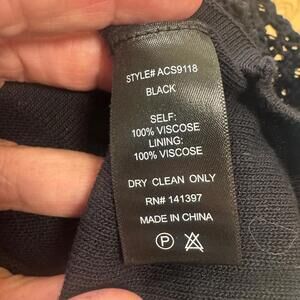 STYLE# ACS9118
BLACK
SELF:
100% VISCOSE
LINING:
100% VISCOSE
DRY CLEAN ONLY
RN# 141397
MADE IN CHINA
P